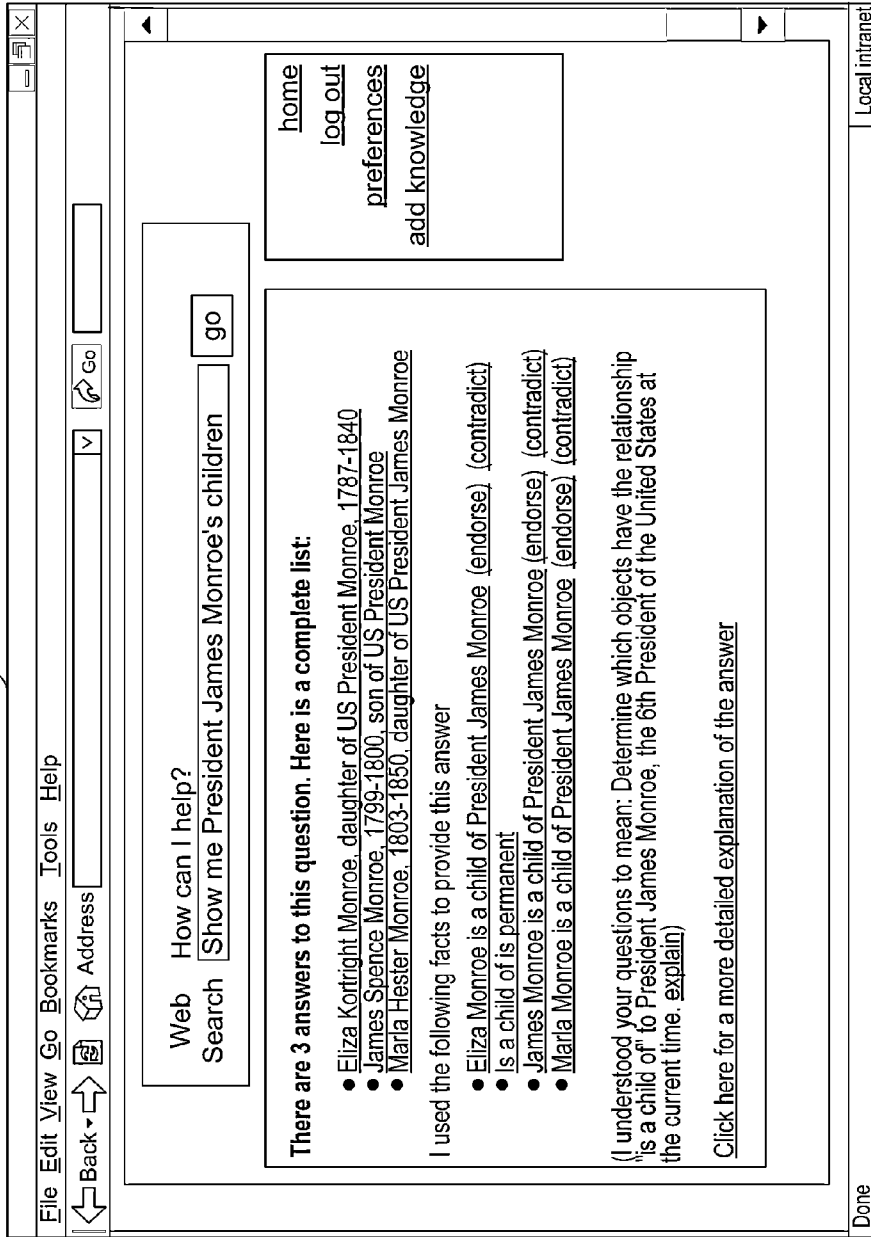 File Edit View Go Bookmarks Tools Help
Back Address Go
Web How can I help?
Search Show me President James Monroe's children go
home
log out
preferences
add knowledge
There are 3 answers to this question. Here is a complete list:
• Eliza Kortright Monroe, daughter of US President Monroe, 1787-1840
• James Spence Monroe, 1799-1800, son of US President Monroe
• Marla Hester Monroe, 1803-1850, daughter of US President James Monroe
I used the following facts to provide this answer
• Eliza Monroe is a child of President James Monroe (endorse) (contradict)
• Is a child of is permanent
• James Monroe is a child of President James Monroe (endorse) (contradict)
• Marla Monroe is a child of President James Monroe (endorse) (contradict)
(I understood your questions to mean: Determine which objects have the relationship
"is a child of" to President James Monroe, the 6th President of the United States at
the current time. explain)
Click here for a more detailed explanation of the answer
Done Local intranet